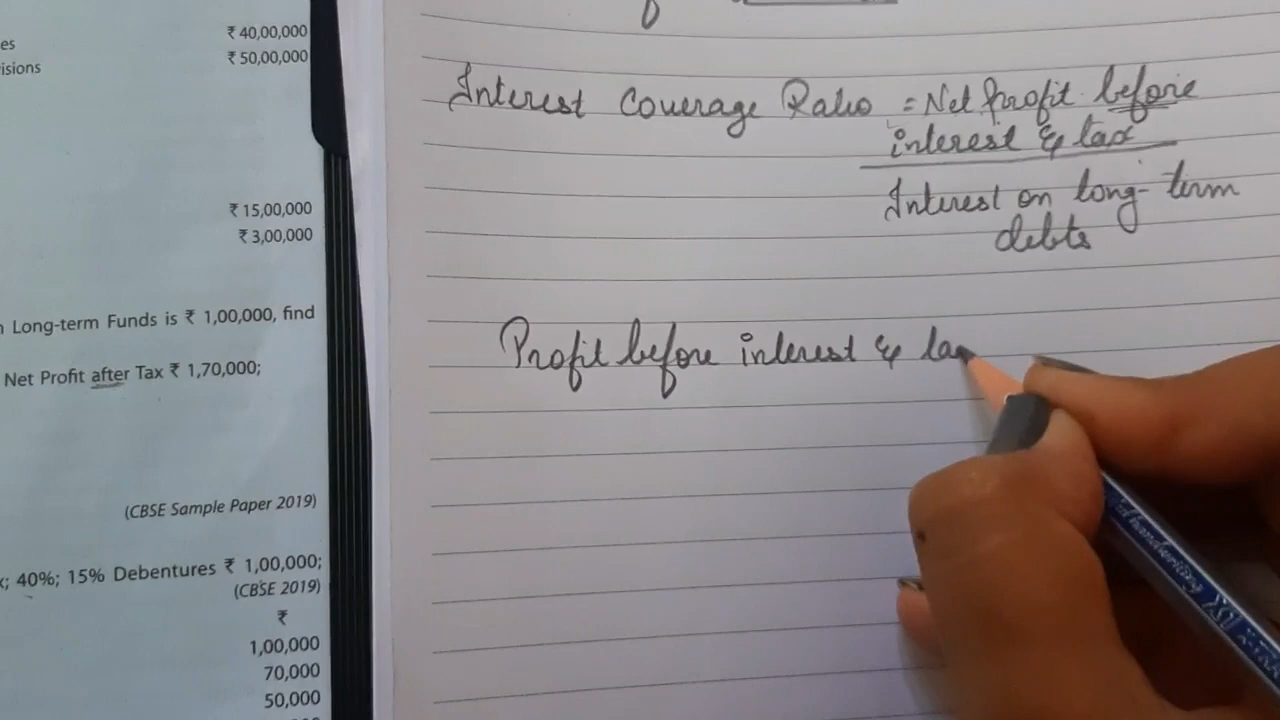 es ₹ 40,00,000
isions ₹ 50,00,000
₹ 15,00,000
₹ 3,00,000
Long-term Funds is ₹ 1,00,000, find
Net Profit after Tax ₹ 1,70,000;
(CBSE Sample Paper 2019)
; 40%; 15% Debentures ₹ 1,00,000;
(CBSE 2019)
₹
1,00,000
70,000
50,000
Interest Coverage Ratio = Net Profit before
interest & tax
Interest on long-term
debts
Profit before interest & tax